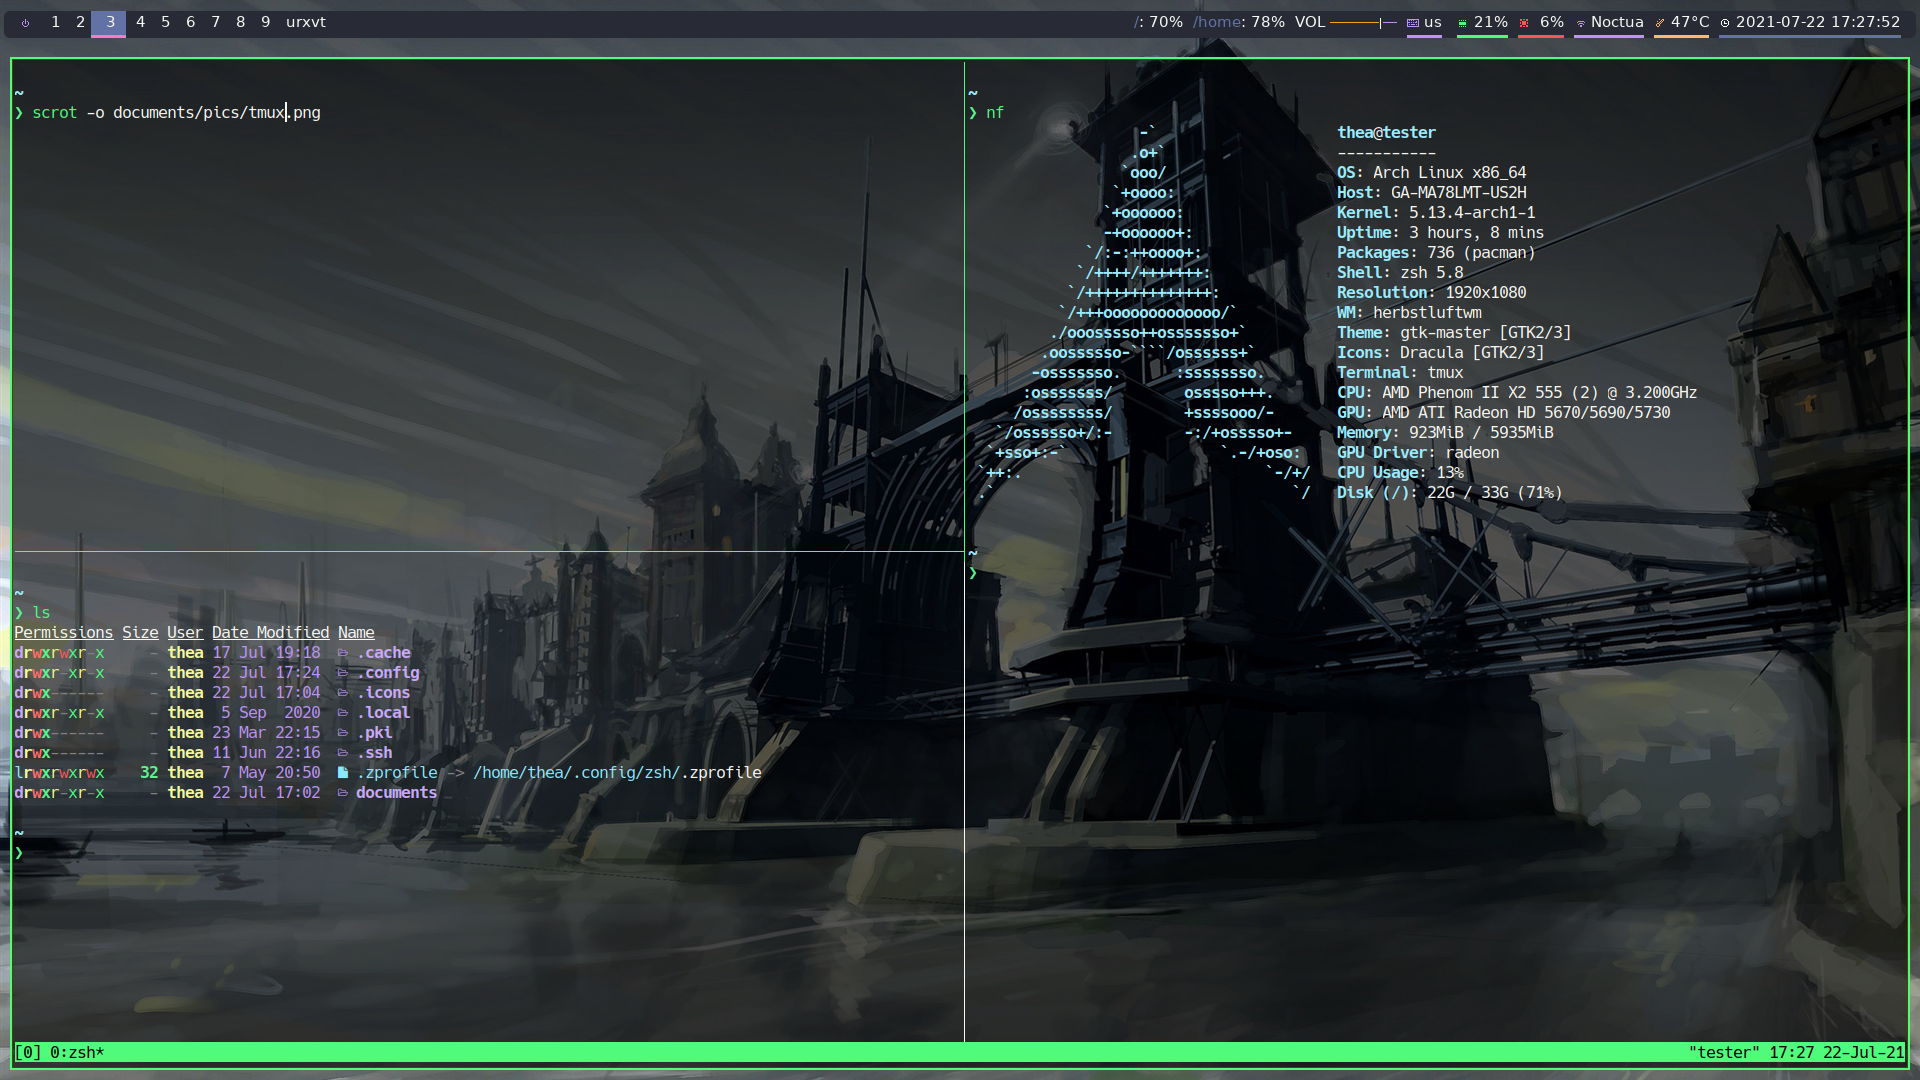 1 2 3 4 5 6 7 8 9 urxvt /: 70% /home: 78% VOL us 21% 6% Noctua 47°C 2021-07-22 17:27:52
~
❯ scrot -o documents/pics/tmux.png
~
❯ ls
Permissions Size User Date Modified Name
drwxrwxr-x - thea 17 Jul 19:18 .cache
drwxr-xr-x - thea 22 Jul 17:24 .config
drwx------ - thea 22 Jul 17:04 .icons
drwxr-xr-x - thea 5 Sep 2020 .local
drwx------ - thea 23 Mar 22:15 .pki
drwx------ - thea 11 Jun 22:16 .ssh
lrwxrwxrwx 32 thea 7 May 20:50 .zprofile -> /home/thea/.config/zsh/.zprofile
drwxr-xr-x - thea 22 Jul 17:02 documents
~
❯
~
❯ nf
-`
.o+`
`ooo/
`+oooo:
`+oooooo:
-+oooooo+:
`/:-:++oooo+:
`/++++/+++++++:
`/++++++++++++++:
`/+++ooooooooooooo/`
./ooosssso++osssssso+`
.oossssso-````/ossssss+`
-osssssso. :ssssssso.
:osssssss/ osssso+++.
/ossssssss/ +ssssooo/-
`/ossssso+/:- -:/+osssso+-
`+sso+:-` `.-/+oso:
`++:. `-/+/
.` `/
thea@tester
-----------
OS: Arch Linux x86_64
Host: GA-MA78LMT-US2H
Kernel: 5.13.4-arch1-1
Uptime: 3 hours, 8 mins
Packages: 736 (pacman)
Shell: zsh 5.8
Resolution: 1920x1080
WM: herbstluftwm
Theme: gtk-master [GTK2/3]
Icons: Dracula [GTK2/3]
Terminal: tmux
CPU: AMD Phenom II X2 555 (2) @ 3.200GHz
GPU: AMD ATI Radeon HD 5670/5690/5730
Memory: 923MiB / 5935MiB
GPU Driver: radeon
CPU Usage: 13%
Disk (/): 22G / 33G (71%)
~
❯
[0] 0:zsh* "tester" 17:27 22-Jul-21